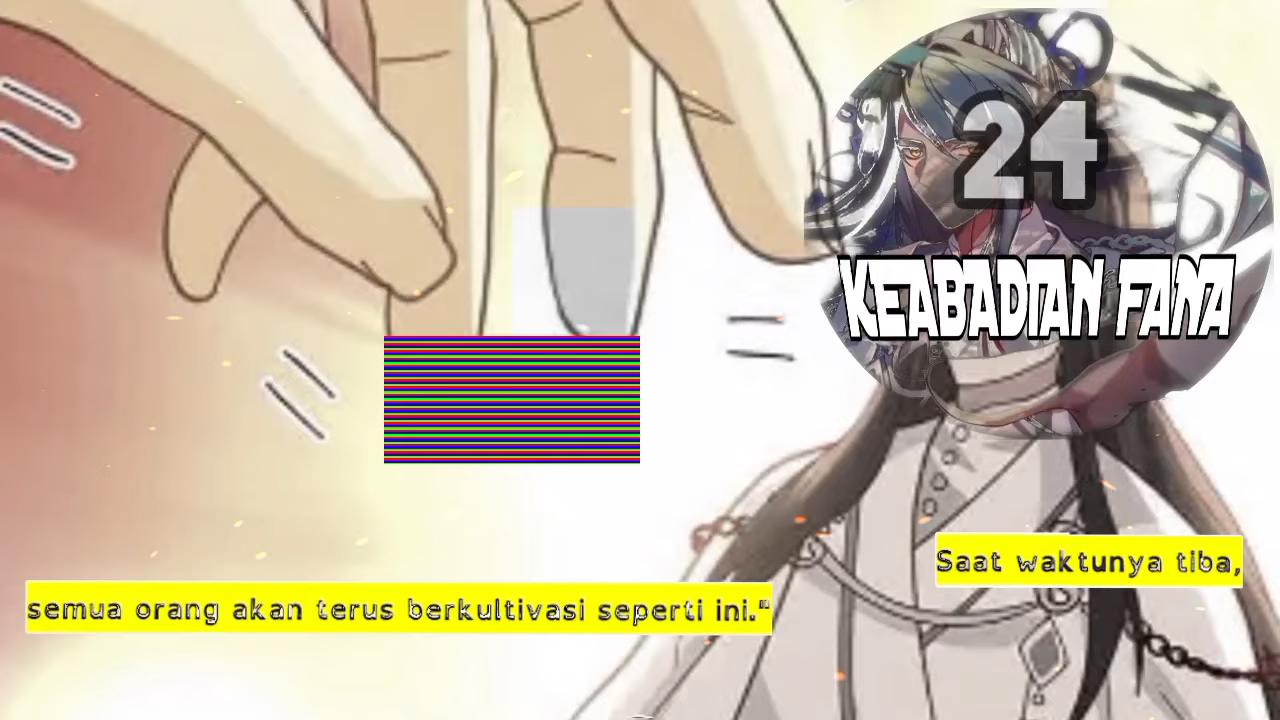 24
KEABADIAN FANA
Saat waktunya tiba,
semua orang akan terus berkultivasi seperti ini."